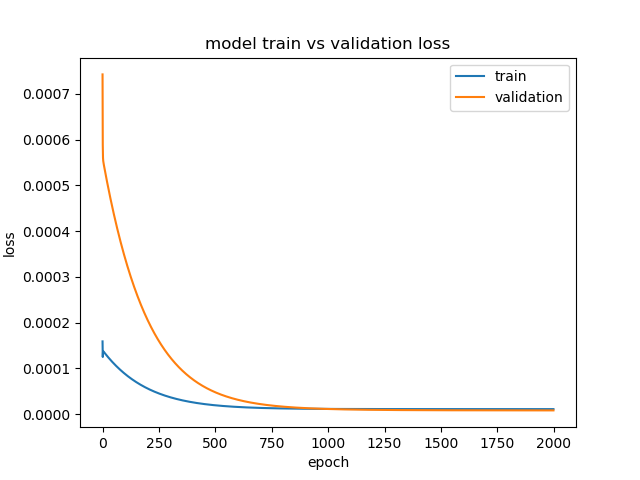 model train vs validation loss
train
validation
loss
0.0007
0.0006
0.0005
0.0004
0.0003
0.0002
0.0001
0.0000
0 250 500 750 1000 1250 1500 1750 2000
epoch